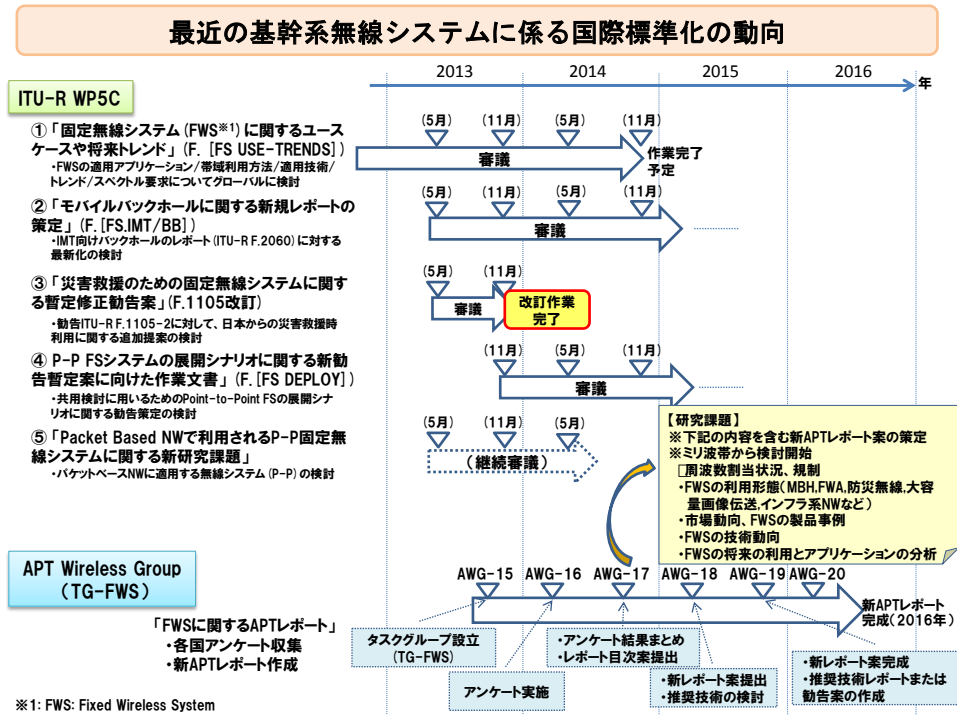 最近の基幹系無線システムに係る国際標準化の動向
2013
2014
2015
2016
年
ITU-R WP5C
①「固定無線システム(FWS※1)に関するユース
ケースや将来トレンド」(F. [FS USE-TRENDS])
・FWSの適用アプリケーション/帯域利用方法/適用技術/
トレンド/スペクトル要求についてグローバルに検討
(5月)
(11月)
(5月)
(11月)
審議
作業完了
予定
②「モバイルバックホールに関する新規レポートの
策定」(F.[FS.IMT/BB])
・IMT向けバックホールのレポート(ITU-R F.2060)に対する
最新化の検討
(5月)
(11月)
(5月)
(11月)
審議
③「災害救援のための固定無線システムに関す
る暫定修正勧告案」(F.1105改訂)
・勧告ITU-R F.1105-2に対して、日本からの災害救援時
利用に関する追加提案の検討
(5月)
(11月)
審議
改訂作業
完了
④ P-P FSシステムの展開シナリオに関する新勧
告暫定案に向けた作業文書」(F.[FS DEPLOY])
・共用検討に用いるためのPoint-to-Point FSの展開シナ
リオに関する勧告策定の検討
(11月)
(5月)
(11月)
審議
⑤「Packet Based NWで利用されるP-P固定無
線システムに関する新研究課題」
・パケットベースNWに適用する無線システム(P-P)の検討
(5月)
(11月)
(5月)
(継続審議)
【研究課題】
※下記の内容を含む新APTレポート案の策定
※ミリ波帯から検討開始
□周波数割当状況、規制
・FWSの利用形態(MBH,FWA,防災無線,大容
量画像伝送,インフラ系NWなど)
・市場動向、FWSの製品事例
・FWSの技術動向
・FWSの将来の利用とアプリケーションの分析
APT Wireless Group
(TG-FWS)
AWG-15
AWG-16
AWG-17
AWG-18
AWG-19
AWG-20
新APTレポート
完成(2016年)
「FWSに関するAPTレポート」
・各国アンケート収集
・新APTレポート作成
タスクグループ設立
(TG-FWS)
アンケート実施
・アンケート結果まとめ
・レポート目次案提出
・新レポート案提出
・推奨技術の検討
・新レポート案完成
・推奨技術レポートまたは
勧告案の作成
※1: FWS: Fixed Wireless System